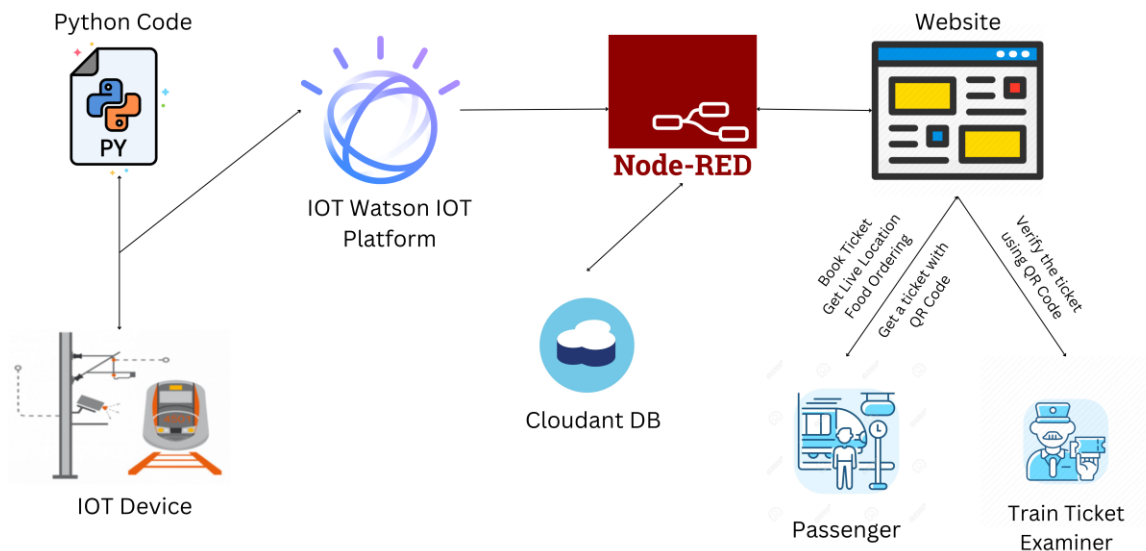 Python Code
Website
PY
IOT Watson IOT
Platform
Node-RED
Book Ticket
Get Live Location
Food Ordering
Get a ticket with
QR Code
Verify the ticket
using QR Code
Cloudant DB
IOT Device
Passenger
Train Ticket
Examiner